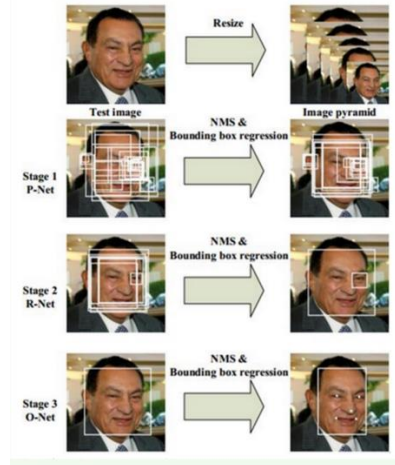 Resize
Test image
Image pyramid
NMS &
Bounding box regression
Stage 1
P-Net
NMS &
Bounding box regression
Stage 2
R-Net
NMS &
Bounding box regression
Stage 3
O-Net